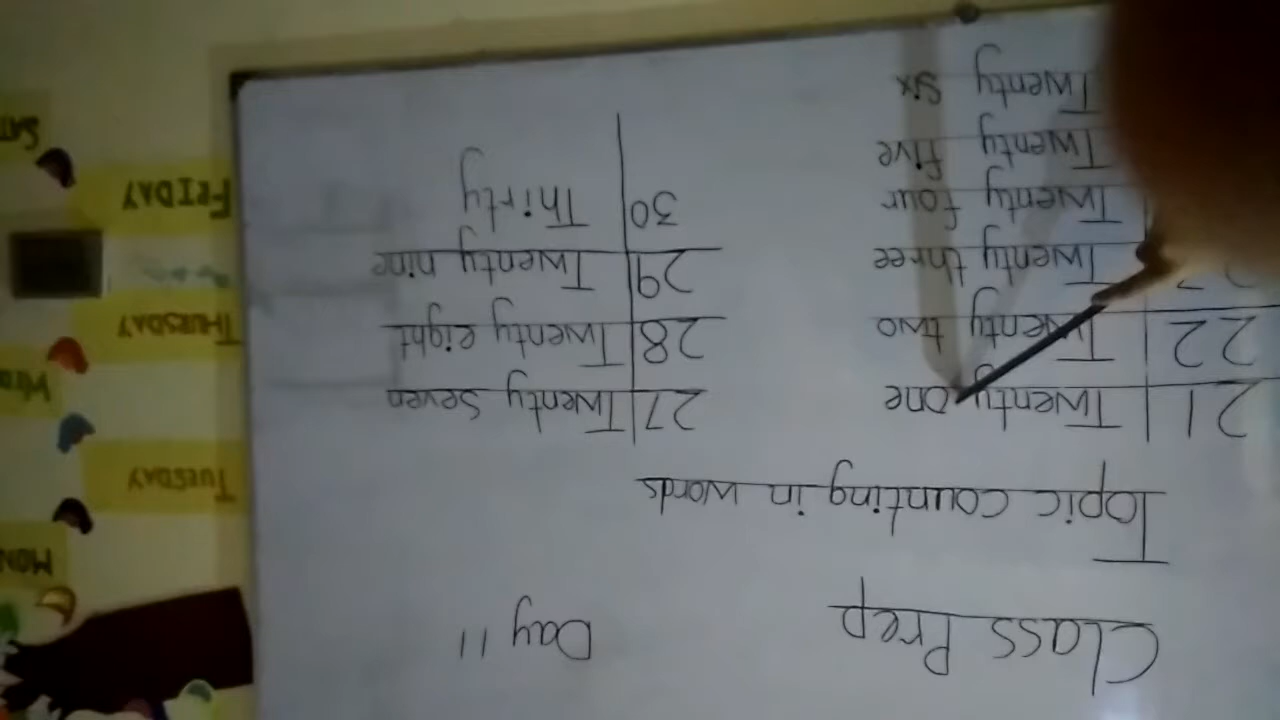 Class Prep
Day 11
Topic counting in words
21 Twenty one
22 Twenty two
Twenty three
Twenty four
Twenty five
Twenty six
27 Twenty Seven
28 Twenty eight
29 Twenty nine
30 Thirty
TUESDAY
THURSDAY
FRIDAY